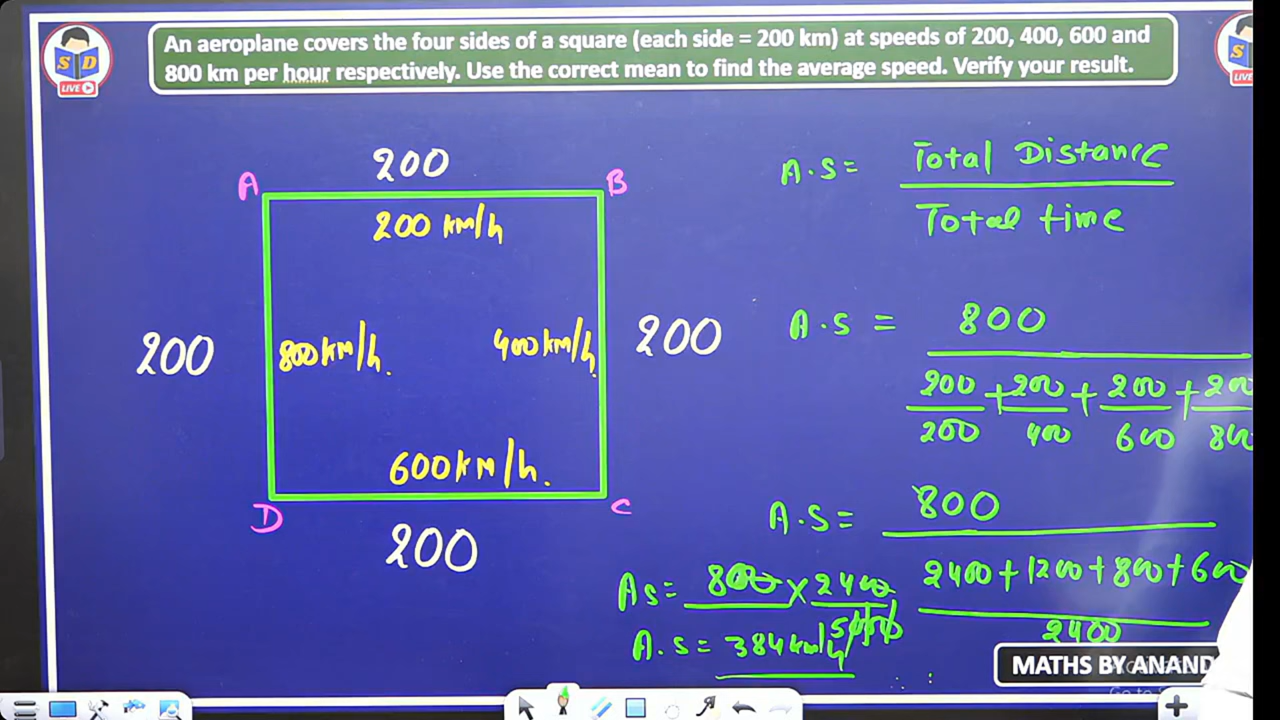 An aeroplane covers the four sides of a square (each side = 200 km) at speeds of 200, 400, 600 and
800 km per hour respectively. Use the correct mean to find the average speed. Verify your result.
S D
LIVE
S
LIVE
200
A
B
200 km/h
200
800 km/h.
400 km/h.
200
600 km/h.
D
C
200
A.S = Total Distance
Total time
A.S = 800
200 + 200 + 200 + 200
200 400 600 800
A.S = 800
2400 + 1200 + 800 + 600
2400
AS = 800 × 2400
5000
A.S = 384 km/h
MATHS BY ANAND